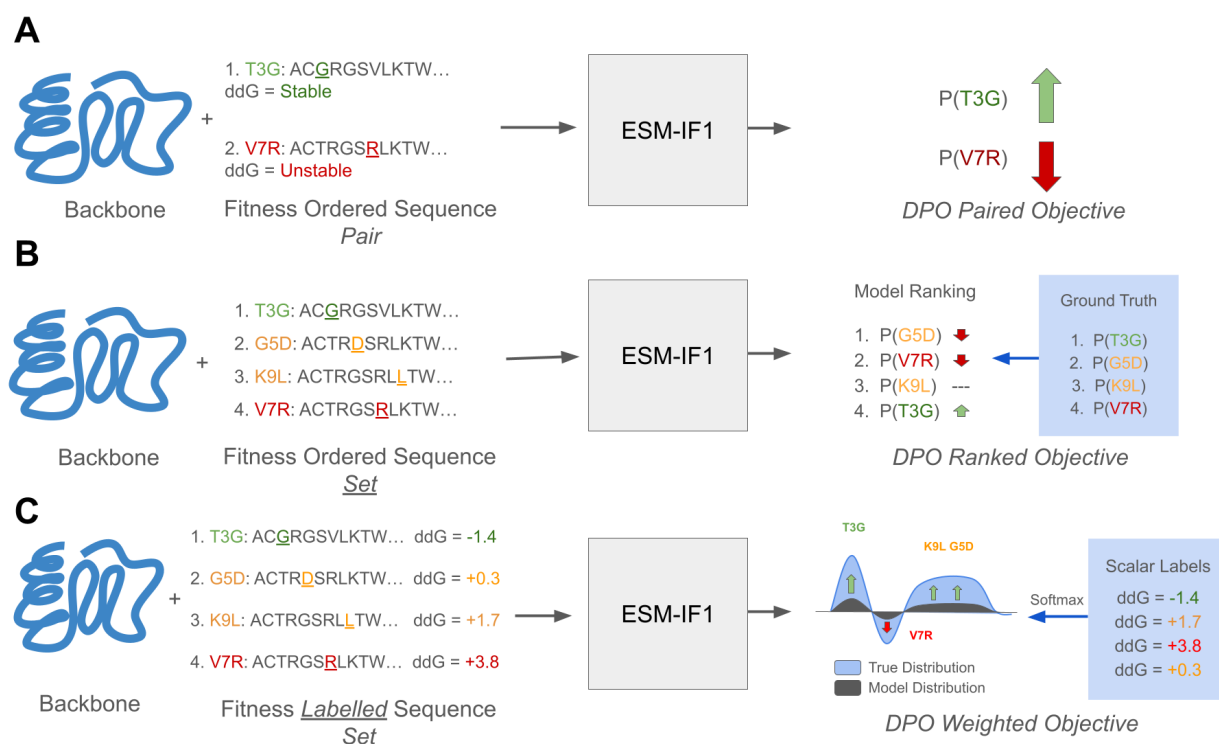 A
1. T3G: ACGRGSVLKTW…
ddG = Stable
+
2. V7R: ACTRGSRLKTW…
ddG = Unstable
Backbone
Fitness Ordered Sequence
Pair
ESM-IF1
P(T3G)
P(V7R)
DPO Paired Objective
B
1. T3G: ACGRGSVLKTW…
2. G5D: ACTRDSRLKTW…
+
3. K9L: ACTRGSRLLTW…
4. V7R: ACTRGSRLKTW…
Backbone
Fitness Ordered Sequence
Set
ESM-IF1
Model Ranking
1. P(G5D)
2. P(V7R)
3. P(K9L) ---
4. P(T3G)
Ground Truth
1. P(T3G)
2. P(G5D)
3. P(K9L)
4. P(V7R)
DPO Ranked Objective
C
1. T3G: ACGRGSVLKTW… ddG = -1.4
2. G5D: ACTRDSRLKTW… ddG = +0.3
+
3. K9L: ACTRGSRLLTW… ddG = +1.7
4. V7R: ACTRGSRLKTW… ddG = +3.8
Backbone
Fitness Labelled Sequence
Set
ESM-IF1
T3G
K9L G5D
V7R
True Distribution
Model Distribution
Softmax
Scalar Labels
ddG = -1.4
ddG = +1.7
ddG = +3.8
ddG = +0.3
DPO Weighted Objective